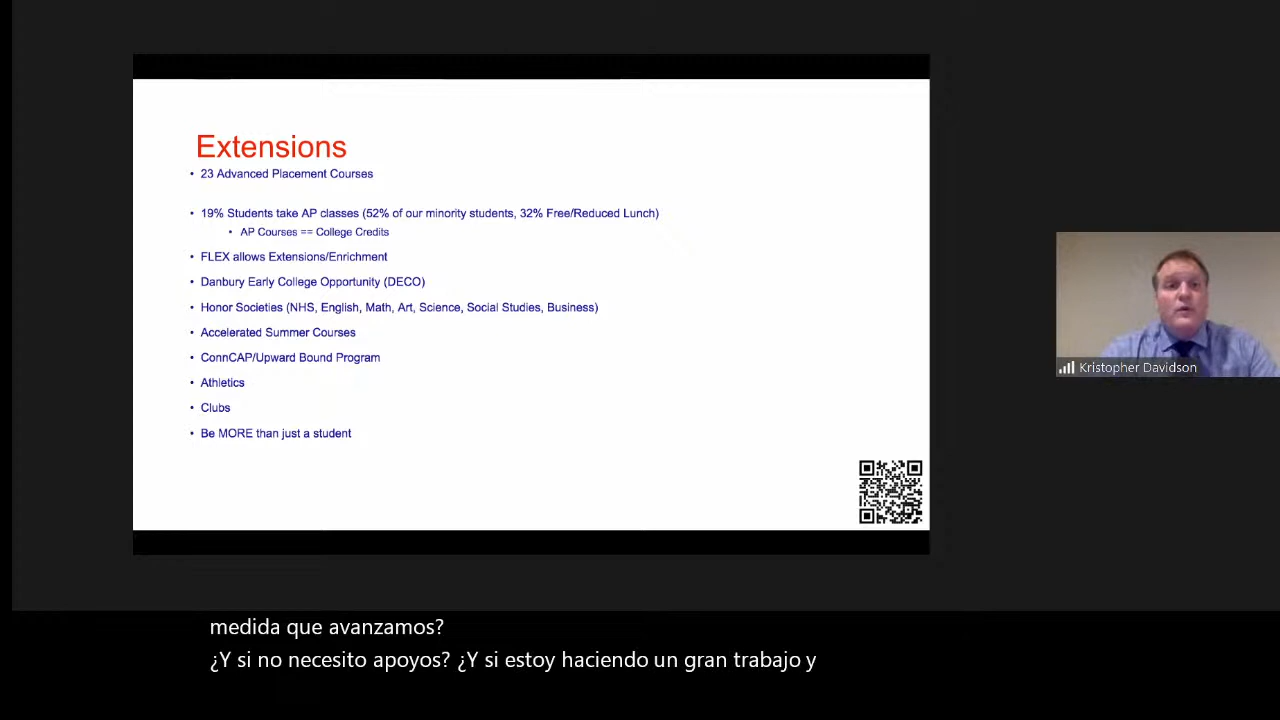 Extensions
• 23 Advanced Placement Courses
• 19% Students take AP classes (52% of our minority students, 32% Free/Reduced Lunch)
• AP Courses == College Credits
• FLEX allows Extensions/Enrichment
• Danbury Early College Opportunity (DECO)
• Honor Societies (NHS, English, Math, Art, Science, Social Studies, Business)
• Accelerated Summer Courses
• ConnCAP/Upward Bound Program
• Athletics
• Clubs
• Be MORE than just a student
Kristopher Davidson
medida que avanzamos?
¿Y si no necesito apoyos? ¿Y si estoy haciendo un gran trabajo y